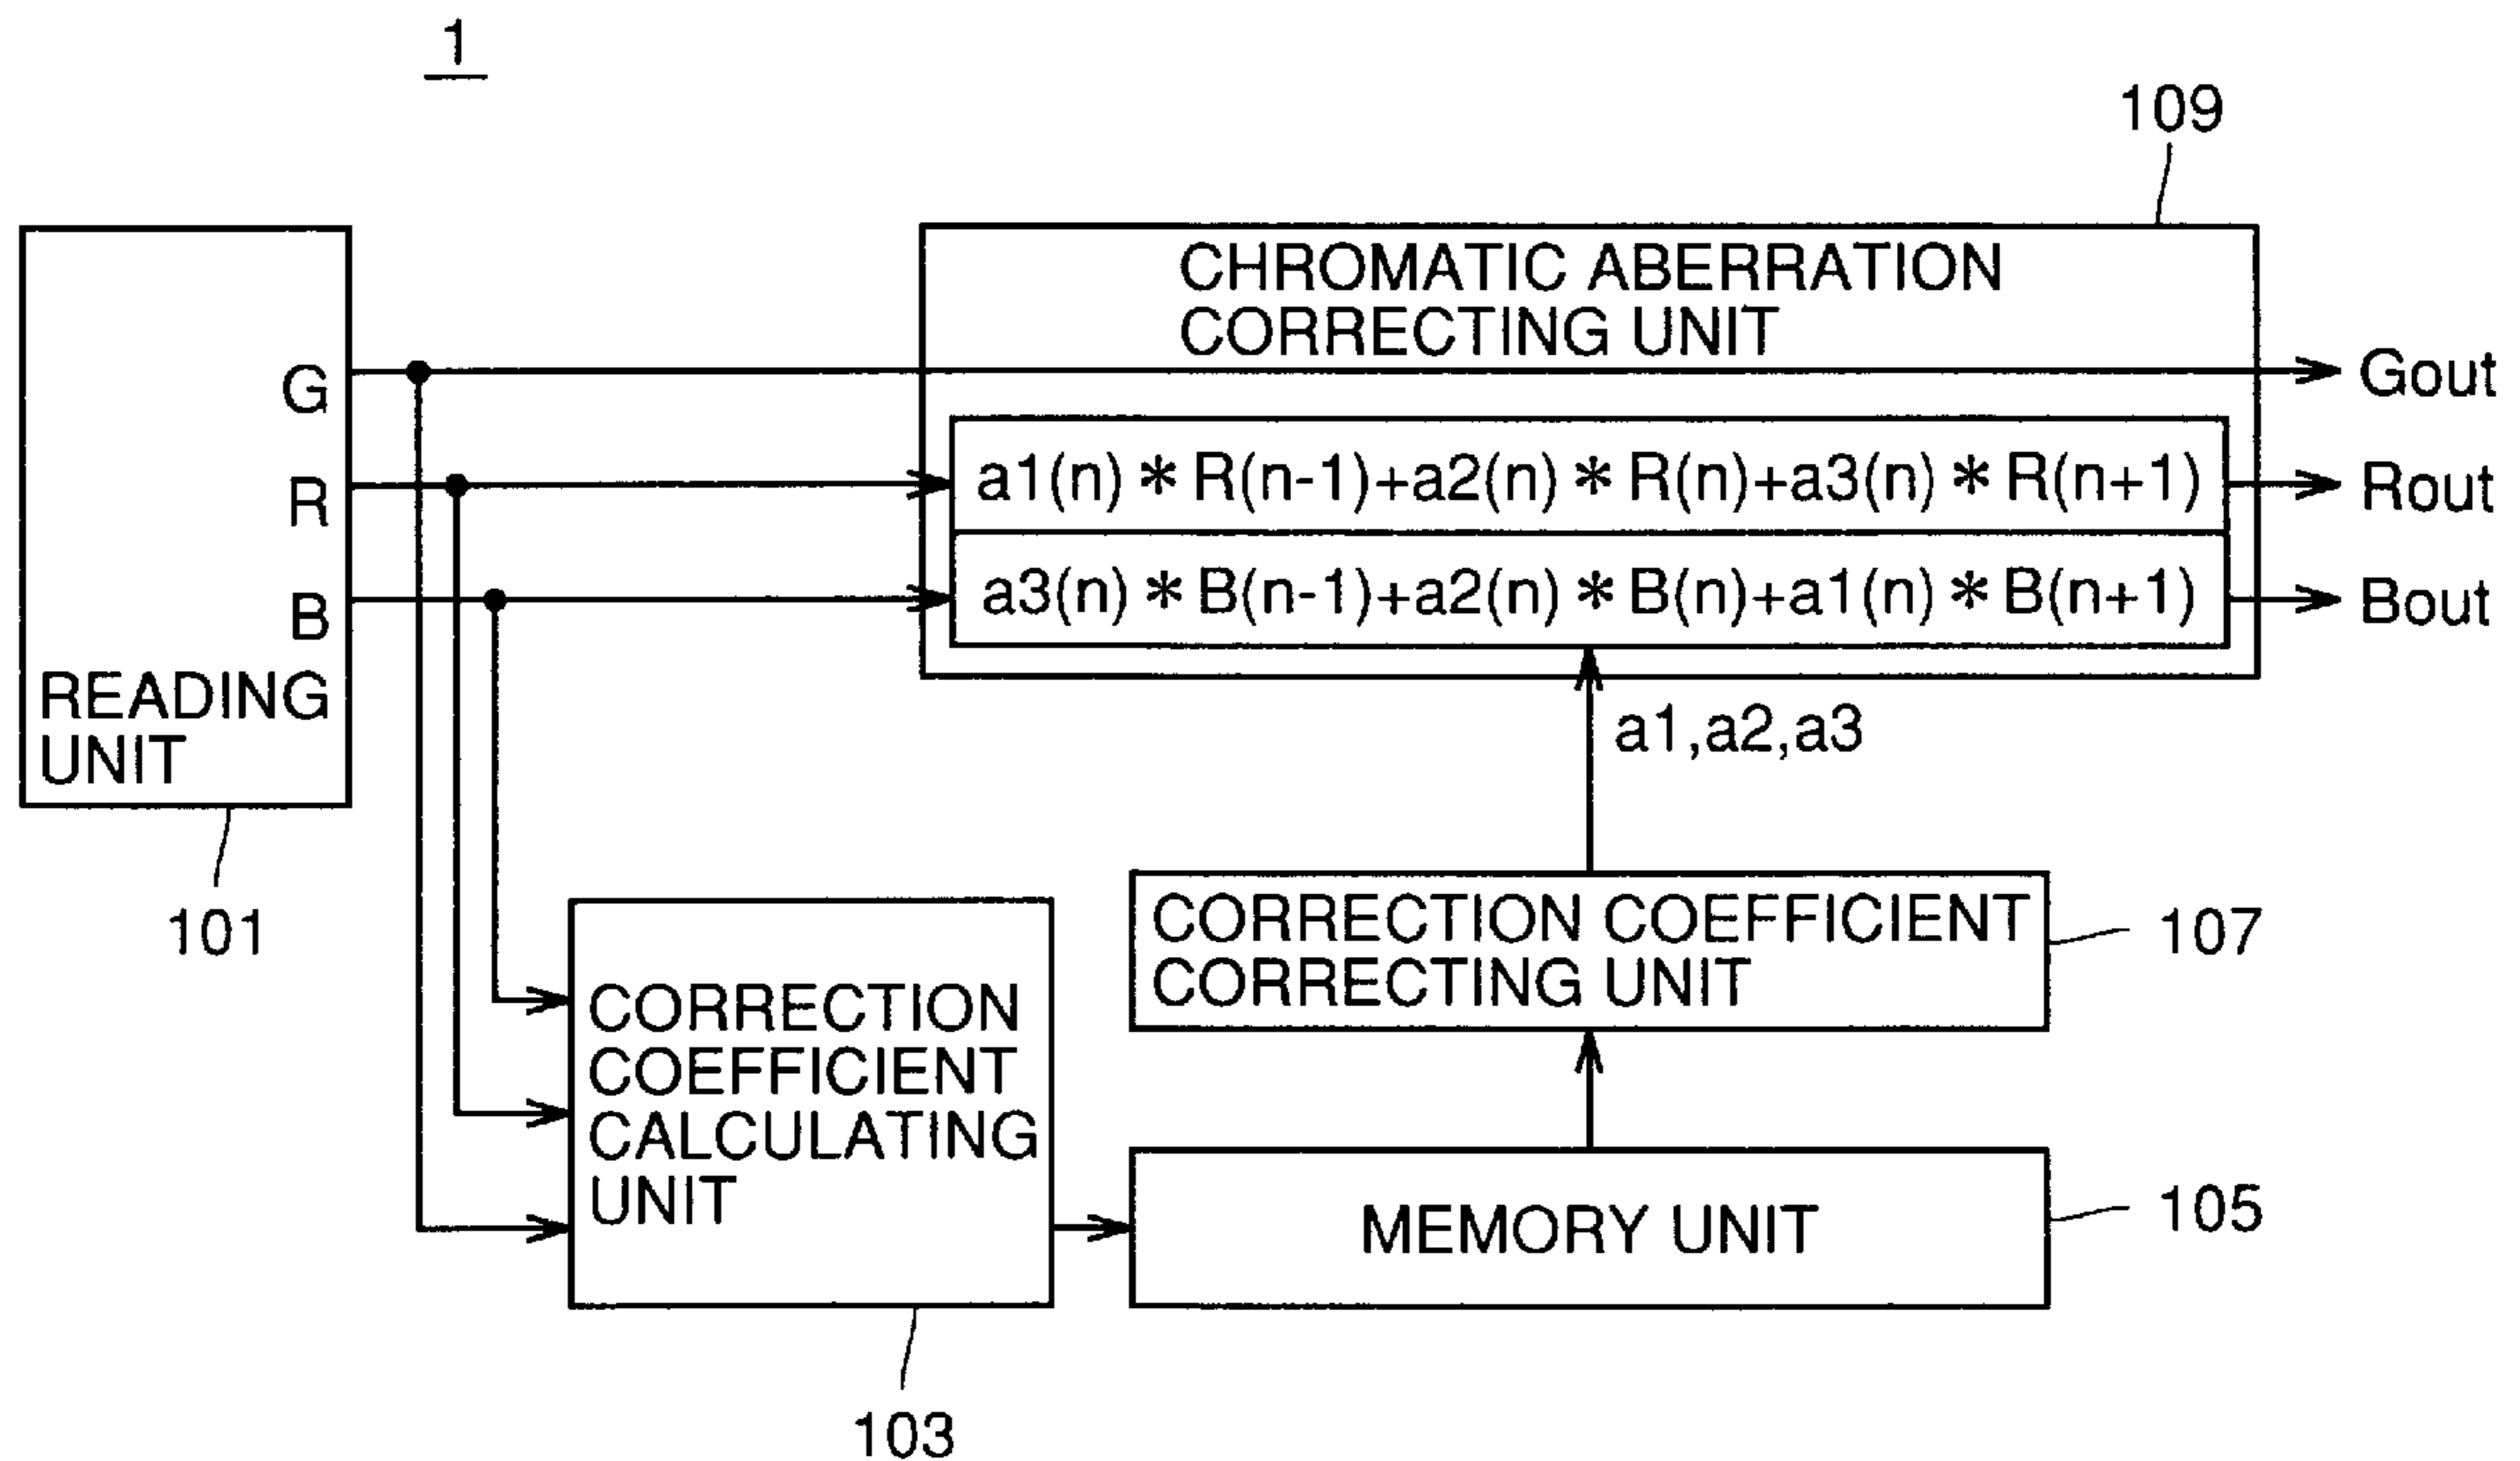 1
109
CHROMATIC ABERRATION
CORRECTING UNIT
G
Gout
R
a1(n)*R(n-1)+a2(n)*R(n)+a3(n)*R(n+1)
Rout
B
a3(n)*B(n-1)+a2(n)*B(n)+a1(n)*B(n+1)
Bout
READING
UNIT
101
a1,a2,a3
CORRECTION COEFFICIENT
CORRECTING UNIT
107
CORRECTION
COEFFICIENT
CALCULATING
UNIT
103
MEMORY UNIT
105